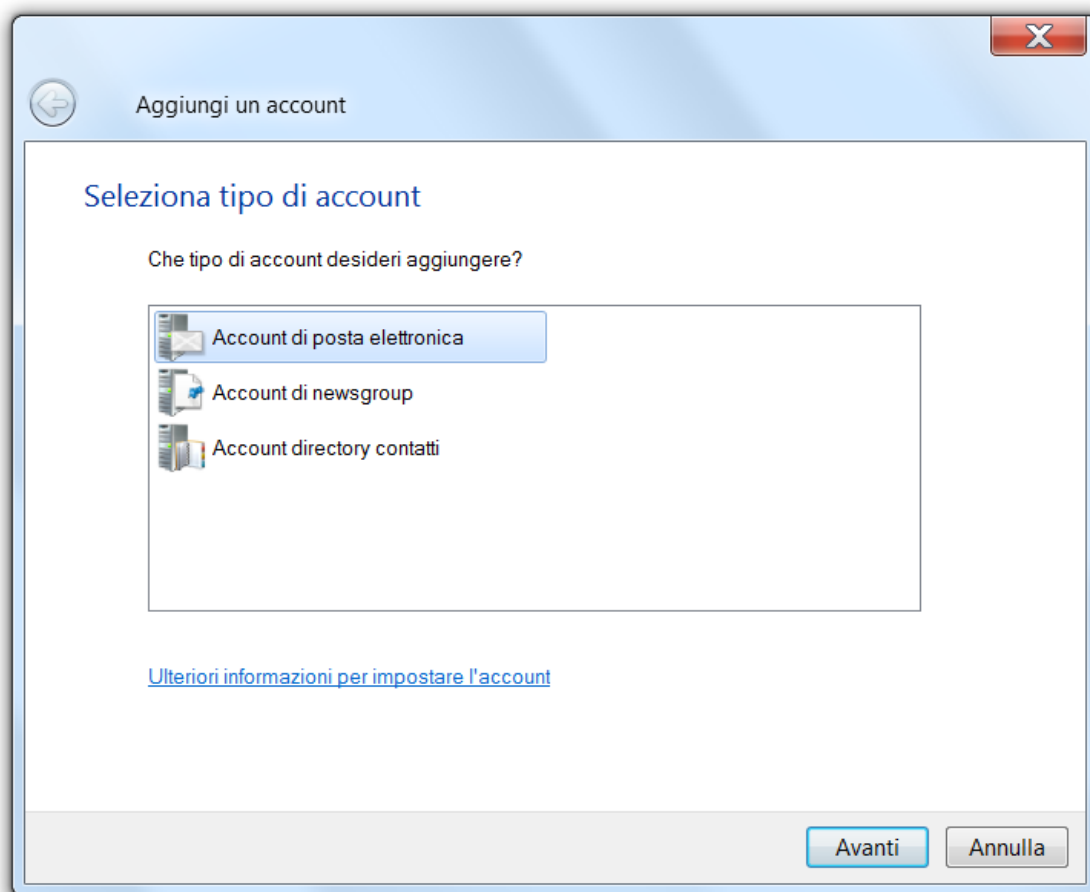 Aggiungi un account
Seleziona tipo di account
Che tipo di account desideri aggiungere?
Account di posta elettronica
Account di newsgroup
Account directory contatti
Ulteriori informazioni per impostare l'account
Avanti
Annulla